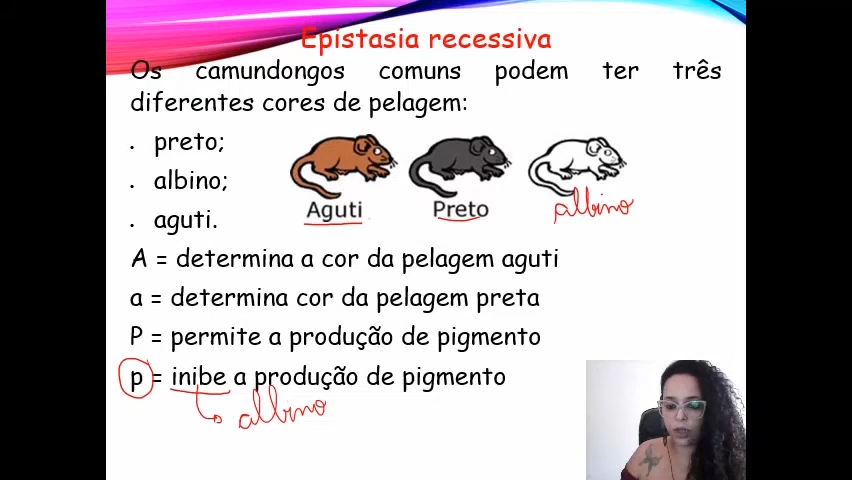 Epistasia recessiva
Os camundongos comuns podem ter três
diferentes cores de pelagem:
. preto;
. albino;
. aguti.
Aguti Preto albino
A = determina a cor da pelagem aguti
a = determina cor da pelagem preta
P = permite a produção de pigmento
p = inibe a produção de pigmento
albino